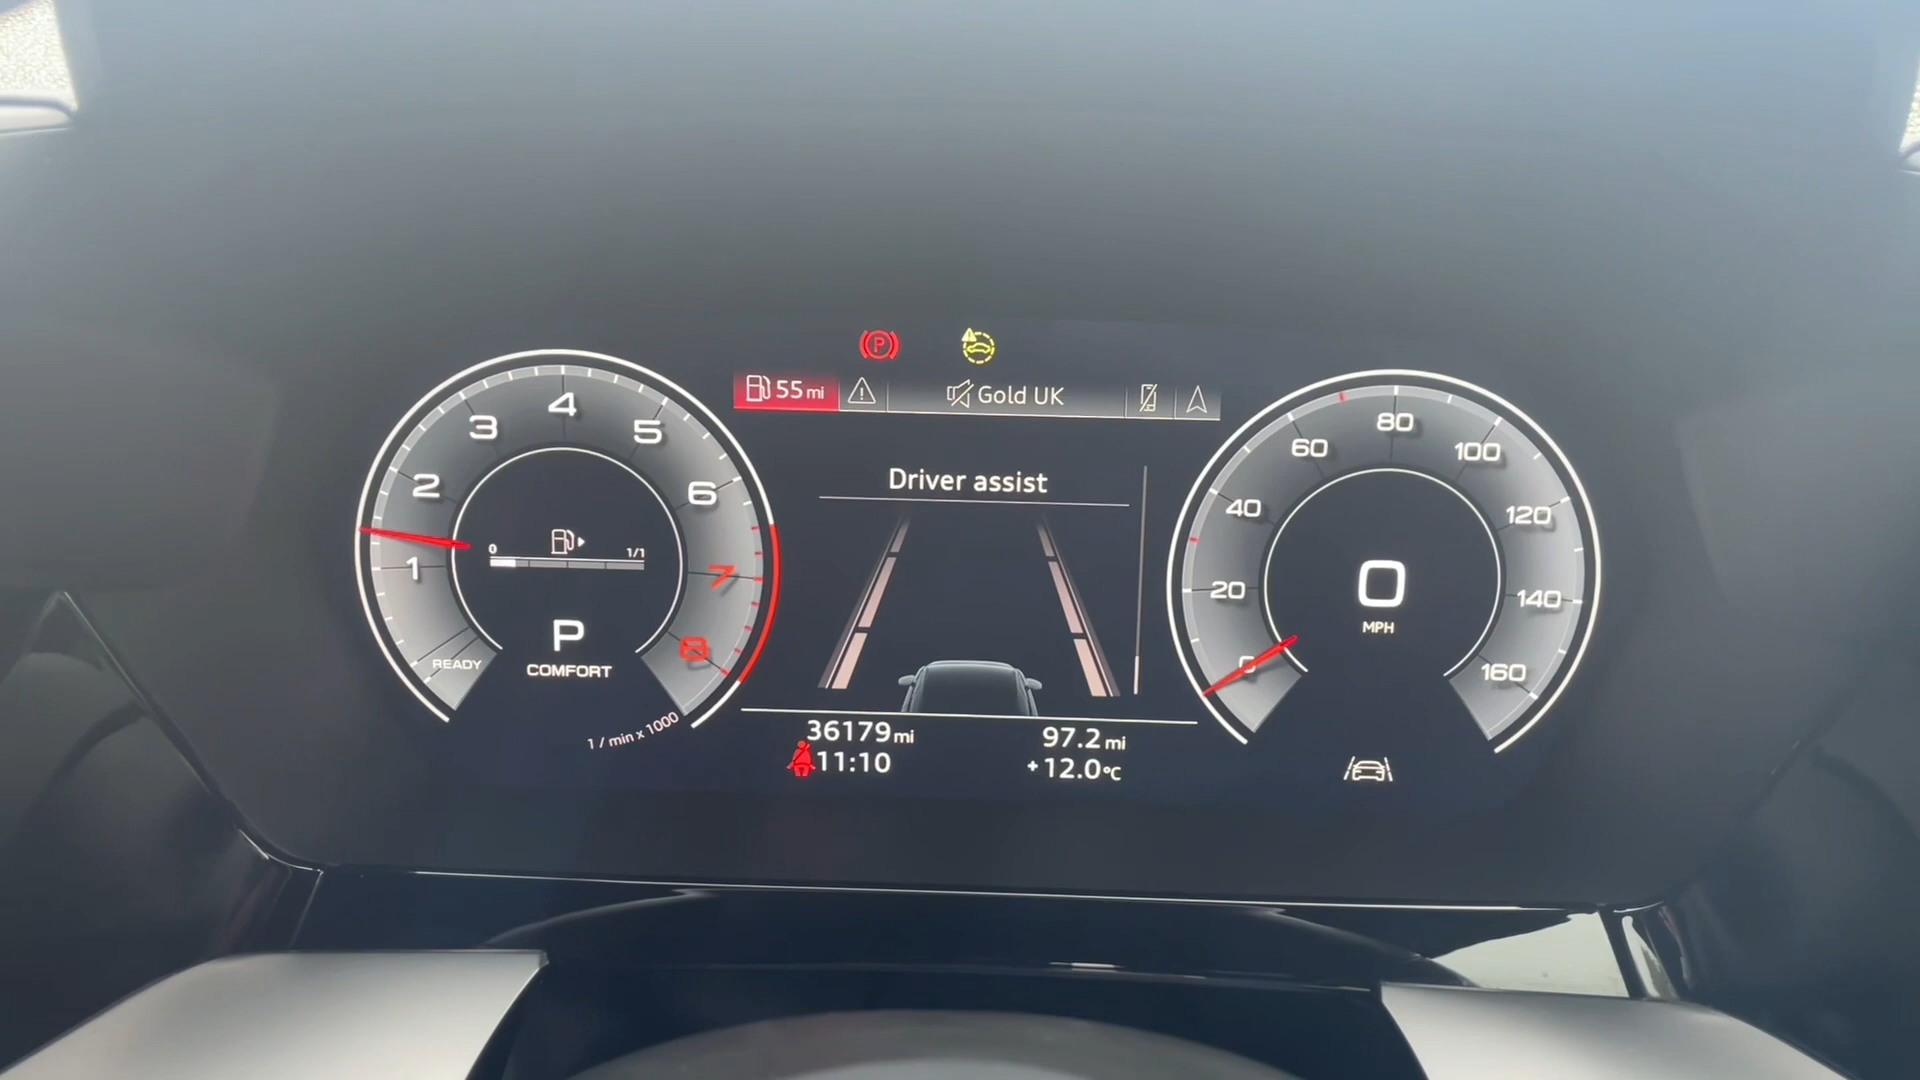 P
55 mi
Gold UK
Driver assist
1
2
3
4
5
6
7
8
READY
1 / min x 1000
0
1/1
P
COMFORT
0
20
40
60
80
100
120
140
160
0
MPH
36179 mi
97.2 mi
11:10
+12.0°C